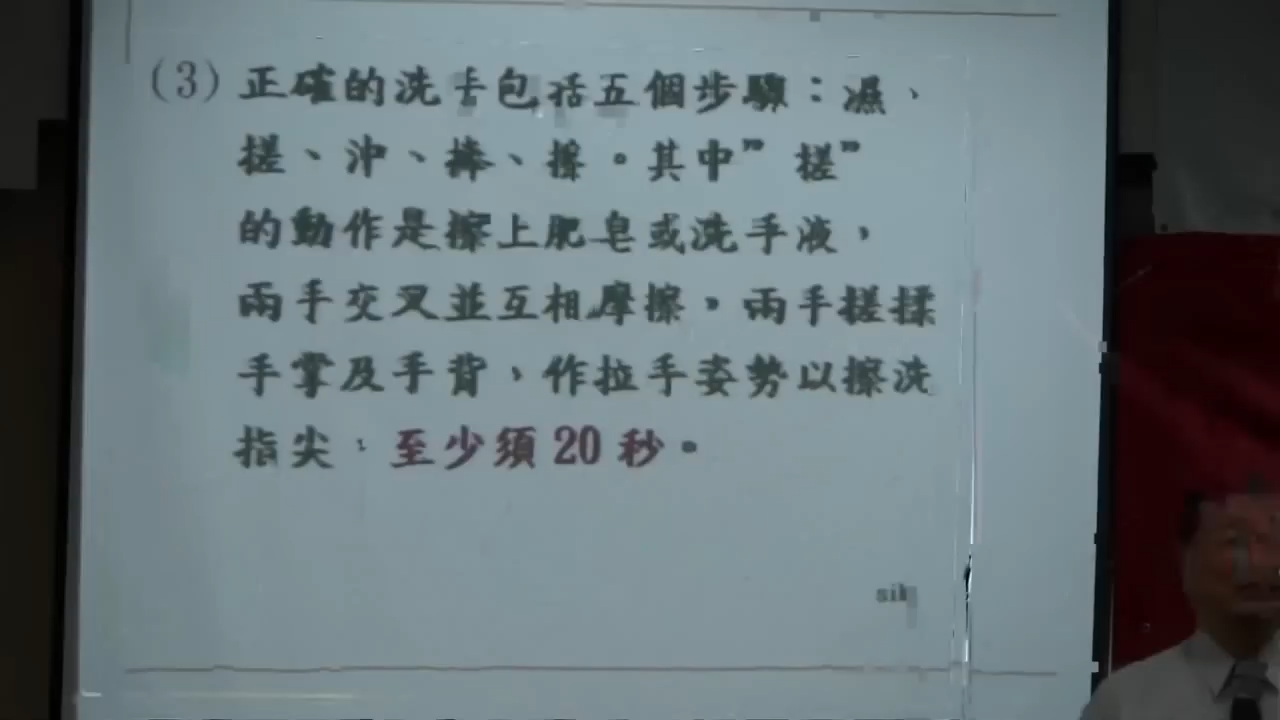 (3) 正確的洗手包括五個步驟：濕、
搓、沖、捧、擦。其中”搓”
的動作是擦上肥皂或洗手液，
兩手交叉並互相摩擦，兩手搓揉
手掌及手背、作拉手姿勢以擦洗
指尖，至少須 20 秒。